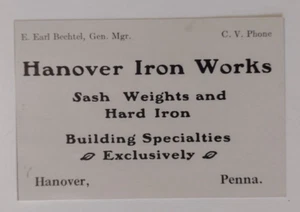 E. Earl Bechtel, Gen. Mgr. C. V. Phone
Hanover Iron Works
Sash Weights and
Hard Iron
Building Specialties
Exclusively
Hanover, Penna.